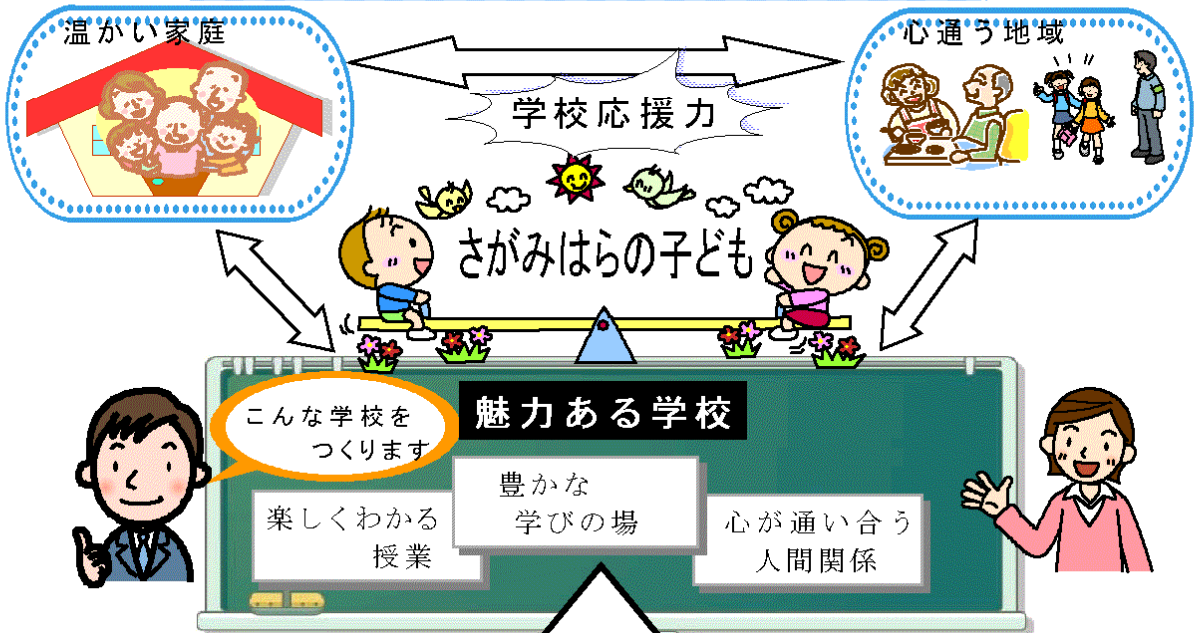 温かい家庭
心通う地域
学校応援力
さがみはらの子ども
こんな学校を
つくります
魅力ある学校
楽しくわかる
授業
豊かな
学びの場
心が通い合う
人間関係